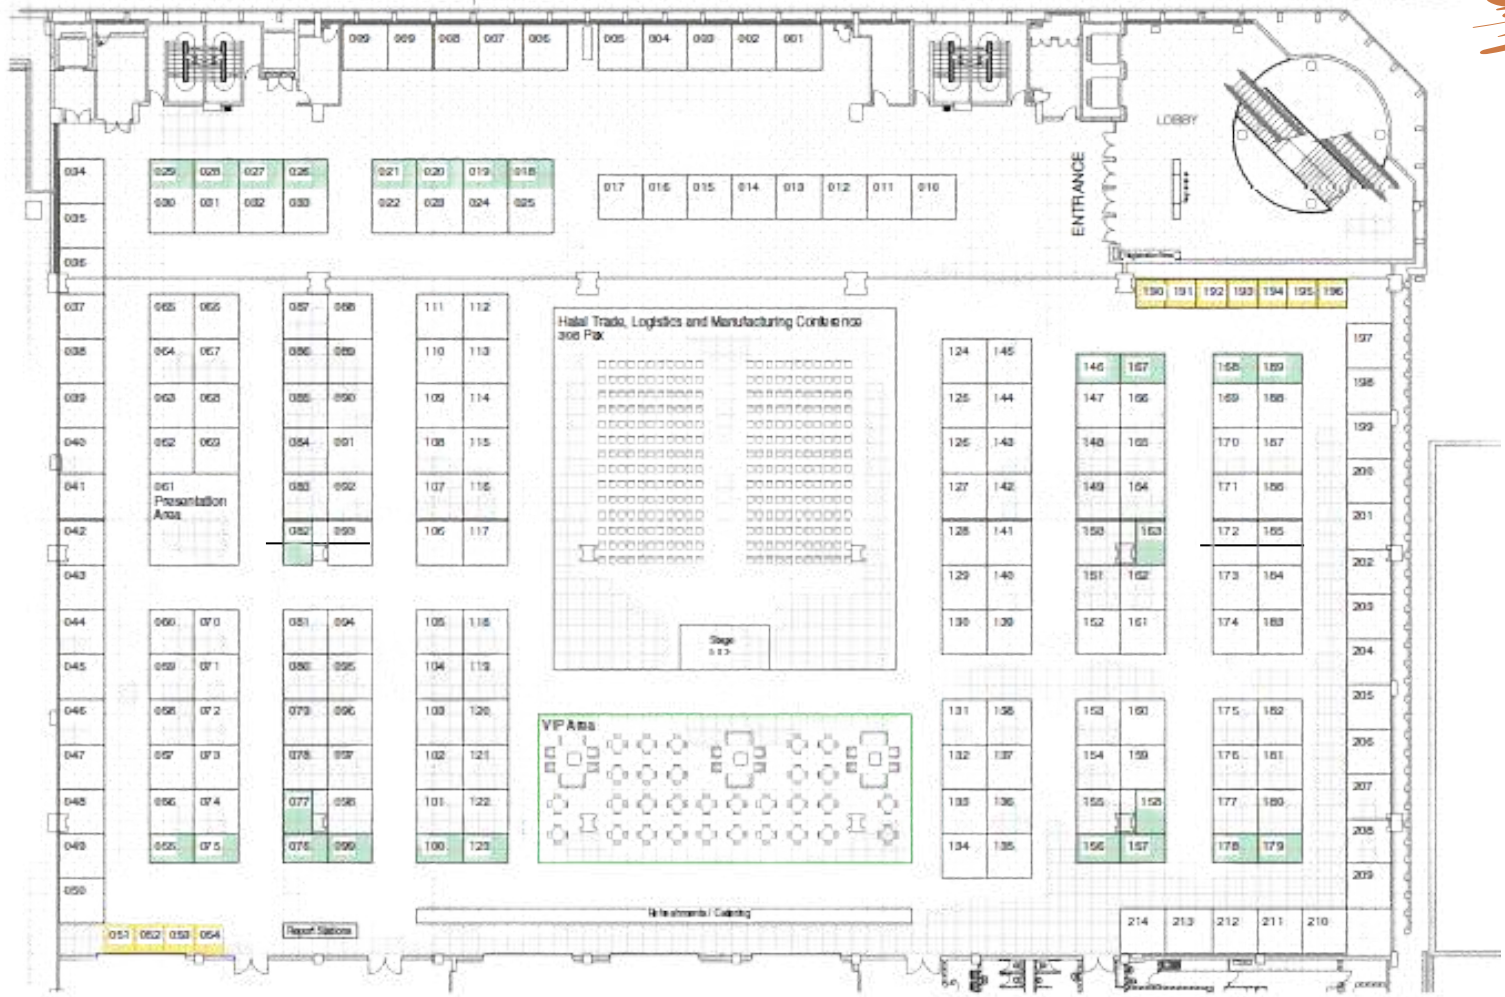 009 009 008 007 006 005 004 003 002 001
LOBBY
ENTRANCE
034 029 028 027 026 021 020 019 018
017 016 015 014 013 012 011 010
035 030 031 032 033 022 023 024 025
036
190 191 192 193 194 195 196
037 065 066 087 088 111 112
Halal Trade, Logistics and Manufacturing Conference
Pax
197
038 064 067 086 089 110 113 124 145
146 167 168 189
198
039 063 068 085 090 109 114 125 144 147 166 169 188
199
040 062 069 084 091 108 115 126 143 148 165 170 187
200
041 061 083 092 107 116 127 142 149 164 171 186
Presentation
Area
201
042 082 093 106 117 128 141 150 163 172 185
202
043 129 140 151 162 173 184
203
044 060 070 081 094 105 118 130 139 152 161 174 183
Stage
204
045 059 071 080 095 104 119
205
046 058 072 079 096 103 120 131 138 153 160 175 182
VIP Area
206
047 057 073 078 097 102 121 132 137 154 159 176 181
207
048 056 074 077 098 101 122 133 136 155 158 177 180
208
049 055 075 076 099 100 123 134 135 156 157 178 179
209
050
Refreshments / Catering
214 213 212 211 210
051 052 053 054
Report Stations